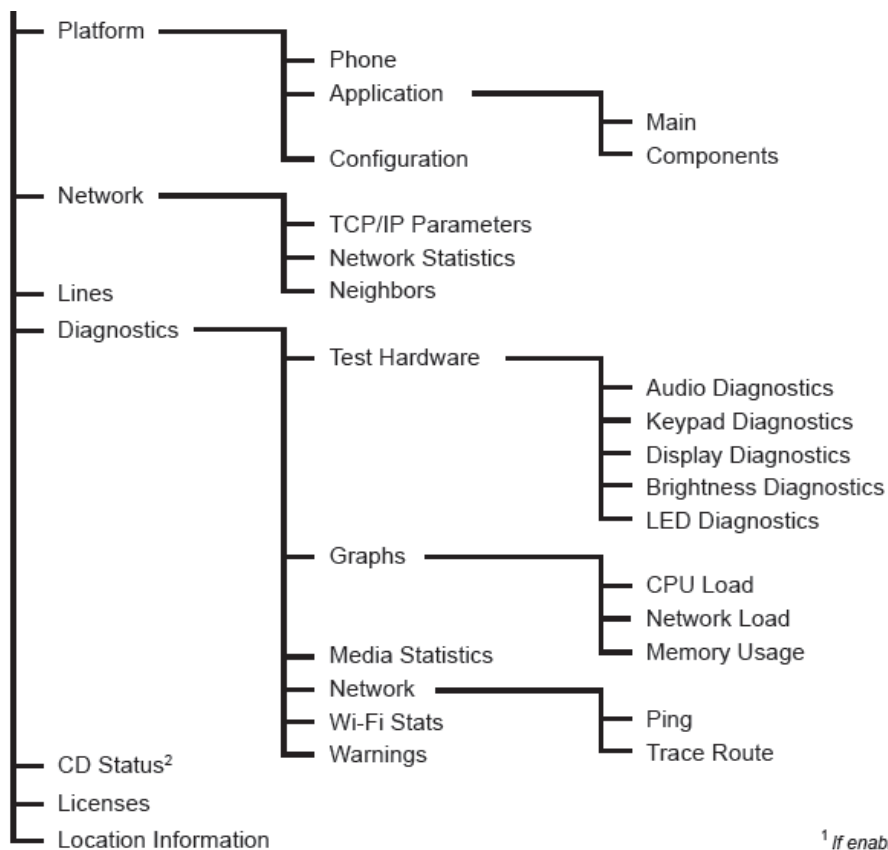 Platform
Phone
Application
Main
Components
Configuration
Network
TCP/IP Parameters
Network Statistics
Neighbors
Lines
Diagnostics
Test Hardware
Audio Diagnostics
Keypad Diagnostics
Display Diagnostics
Brightness Diagnostics
LED Diagnostics
Graphs
CPU Load
Network Load
Memory Usage
Media Statistics
Network
Ping
Trace Route
Wi-Fi Stats
Warnings
CD Status²
Licenses
Location Information
¹ If enab